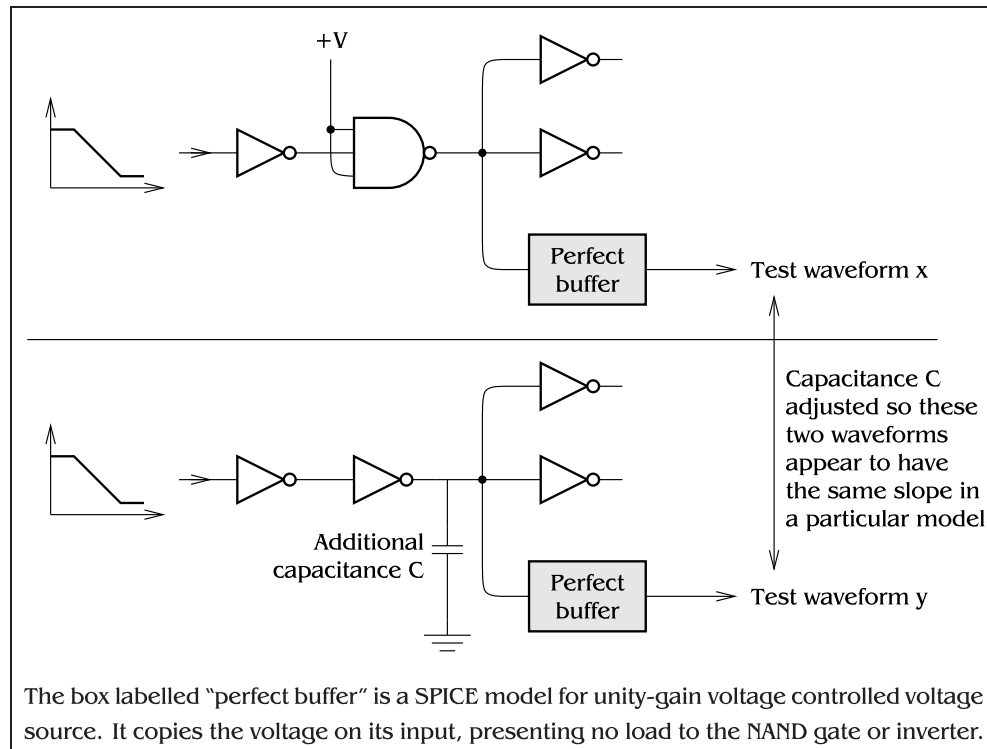 +V
Perfect
buffer
Test waveform x
Capacitance C
adjusted so these
two waveforms
appear to have
the same slope in
a particular model
Additional
capacitance C
Perfect
buffer
Test waveform y
The box labelled “perfect buffer” is a SPICE model for unity-gain voltage controlled voltage
source. It copies the voltage on its input, presenting no load to the NAND gate or inverter.